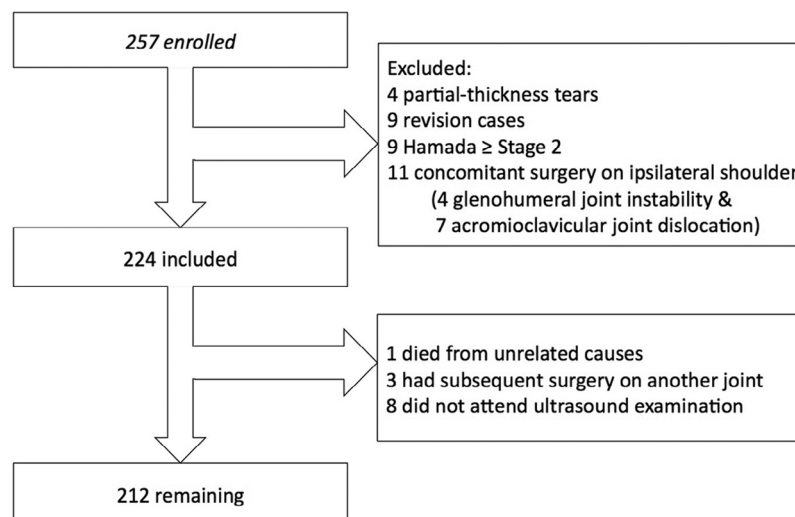 257 enrolled
Excluded:
4 partial-thickness tears
9 revision cases
9 Hamada ≥ Stage 2
11 concomitant surgery on ipsilateral shoulder
(4 glenohumeral joint instability &
7 acromioclavicular joint dislocation)
224 included
1 died from unrelated causes
3 had subsequent surgery on another joint
8 did not attend ultrasound examination
212 remaining